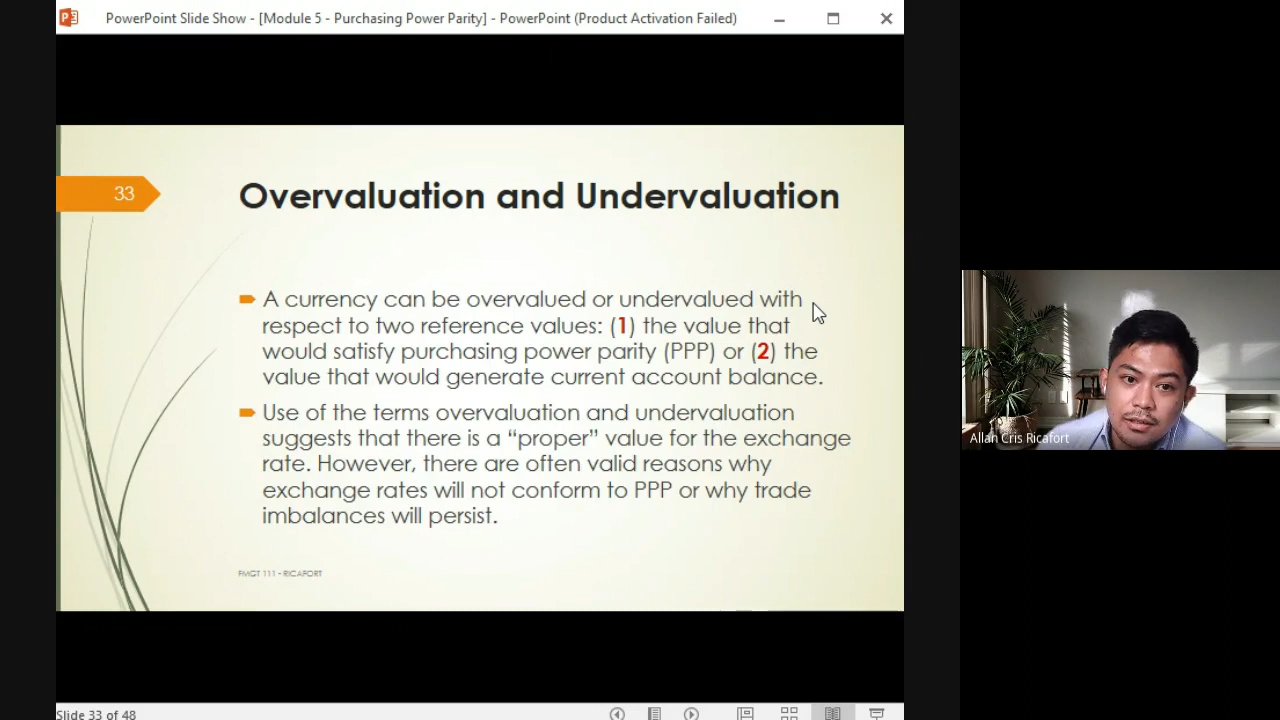 PowerPoint Slide Show - [Module 5 - Purchasing Power Parity] - PowerPoint (Product Activation Failed)
33
Overvaluation and Undervaluation
A currency can be overvalued or undervalued with
respect to two reference values: (1) the value that
would satisfy purchasing power parity (PPP) or (2) the
value that would generate current account balance.
Use of the terms overvaluation and undervaluation
suggests that there is a “proper” value for the exchange
rate. However, there are often valid reasons why
exchange rates will not conform to PPP or why trade
imbalances will persist.
FMGT 111 - RICAFORT
Allan Cris Ricafort
Slide 33 of 48